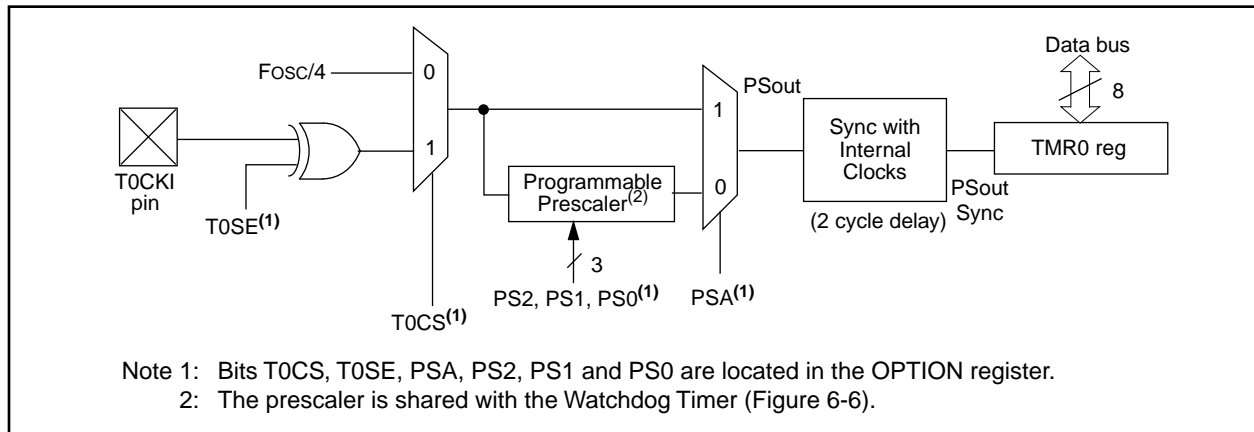 Data bus
FOSC/4
0
PSout
8
1
1
Sync with
Internal
Clocks
TMR0 reg
T0CKI
pin
Programmable
Prescaler(2)
0
PSout
Sync
T0SE(1)
(2 cycle delay)
3
PS2, PS1, PS0(1)
PSA(1)
T0CS(1)
Note 1: Bits T0CS, T0SE, PSA, PS2, PS1 and PS0 are located in the OPTION register.
2: The prescaler is shared with the Watchdog Timer (Figure 6-6).